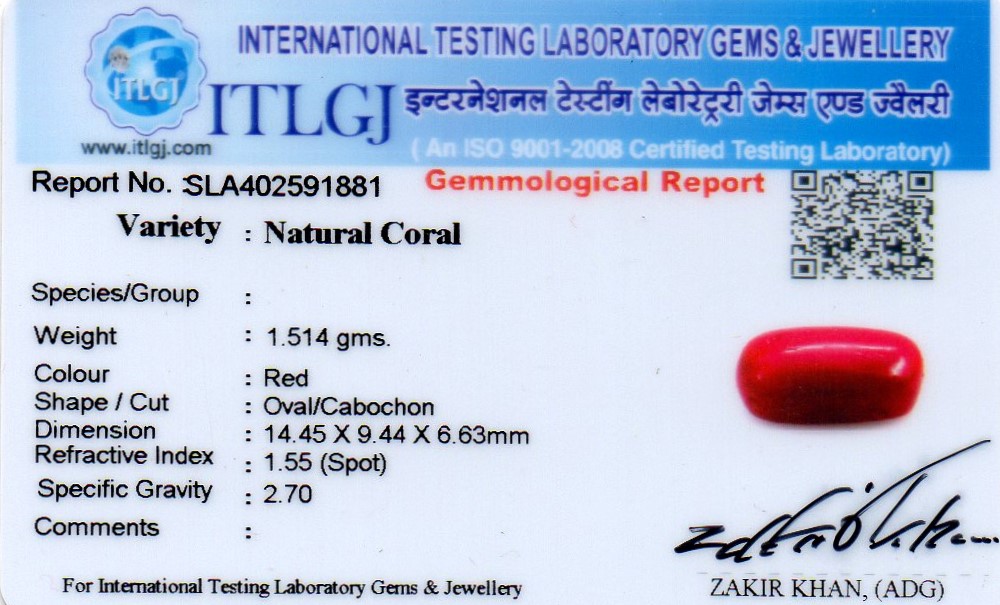 INTERNATIONAL TESTING LABORATORY GEMS & JEWELLERY
ITLGJ
ITLGJ इन्टरनेशनल टेस्टींग लेबोरेट्ररी जेम्स एण्ड ज्वैलरी
www.itlgj.com
( An ISO 9001-2008 Certified Testing Laboratory)
Report No. :SLA402591881
Gemmological Report
Variety : Natural Coral
Species/Group :
Weight : 1.514 gms.
Colour : Red
Shape / Cut : Oval/Cabochon
Dimension : 14.45 X 9.44 X 6.63mm
Refractive Index : 1.55 (Spot)
Specific Gravity : 2.70
Comments :
For International Testing Laboratory Gems & Jewellery
ZAKIR KHAN, (ADG)